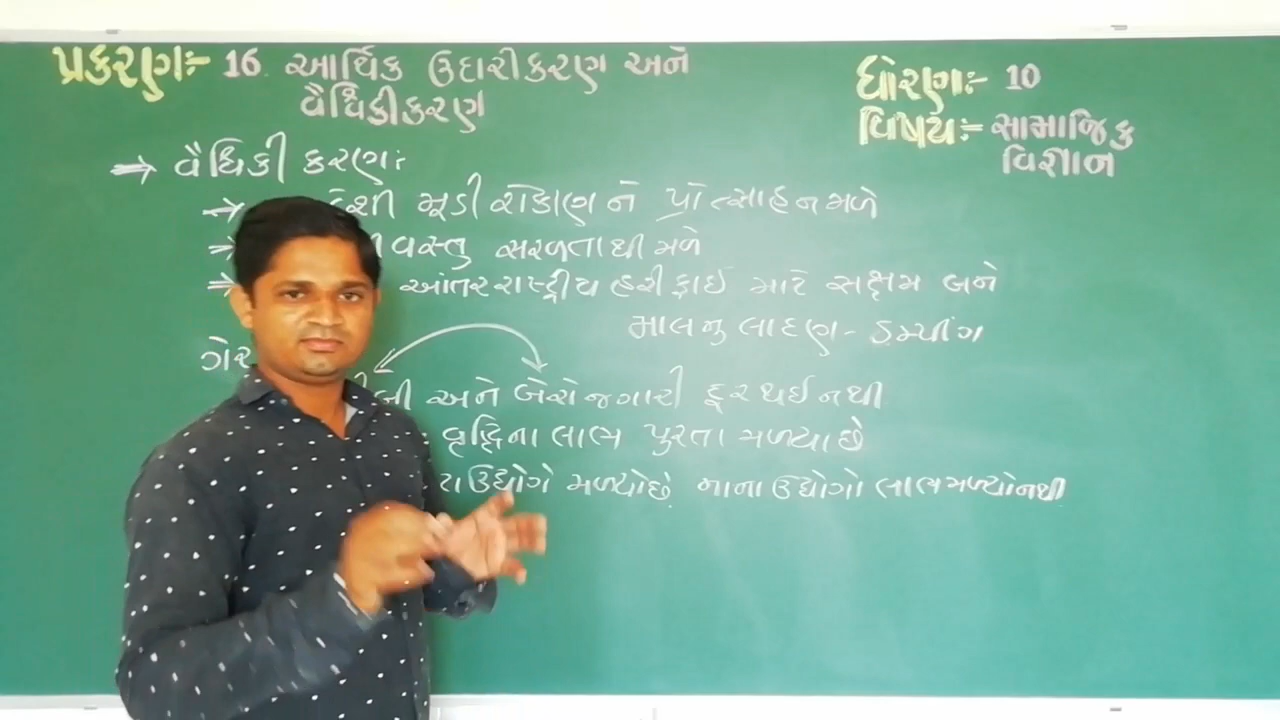 પ્રકરણ:- 16. આર્થિક ઉદારીકરણ અને
વૈશ્વિકીકરણ
ધોરણ:- 10
વિષય:- સામાજિક
વિજ્ઞાન
→ વૈશ્વિકીકરણ:
→ મૂડીરોકાણને પ્રોત્સાહન મળે
→ વસ્તુ સરળતાથી મળે
→ આંતરરાષ્ટ્રીય હરીફાઈ માટે સક્ષમ બને
માલનુ લાદણ - ડમ્પીંગ
અને બેરોજગારી દૂર થઈ નથી
વૃદ્ધિના લાભ પુરતા મળ્યા છે
ઉદ્યોગે મળ્યો છે નાના ઉદ્યોગો લાભ મળ્યો નથી